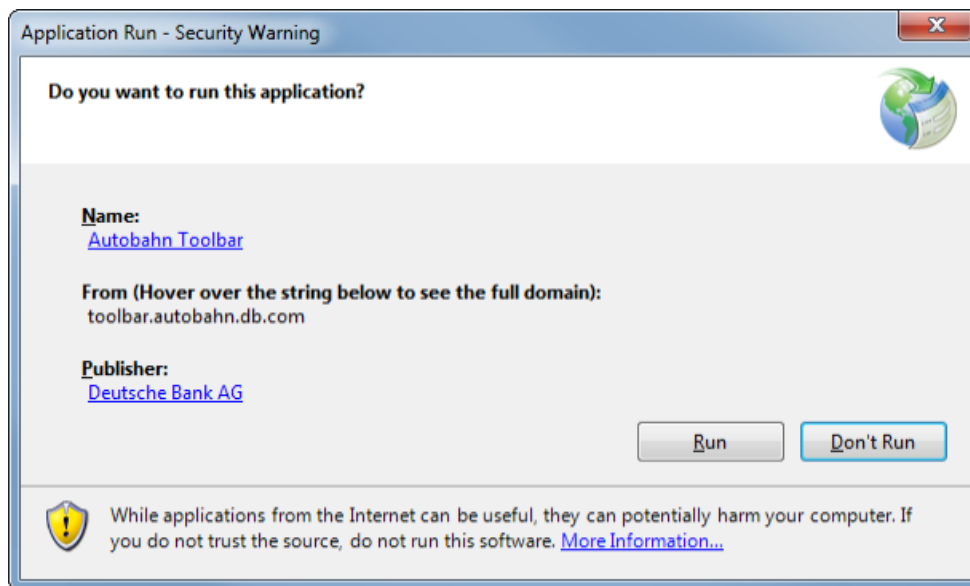 Application Run - Security Warning
Do you want to run this application?
Name:
Autobahn Toolbar
From (Hover over the string below to see the full domain):
toolbar.autobahn.db.com
Publisher:
Deutsche Bank AG
Run Don't Run
While applications from the Internet can be useful, they can potentially harm your computer. If
you do not trust the source, do not run this software. More Information...